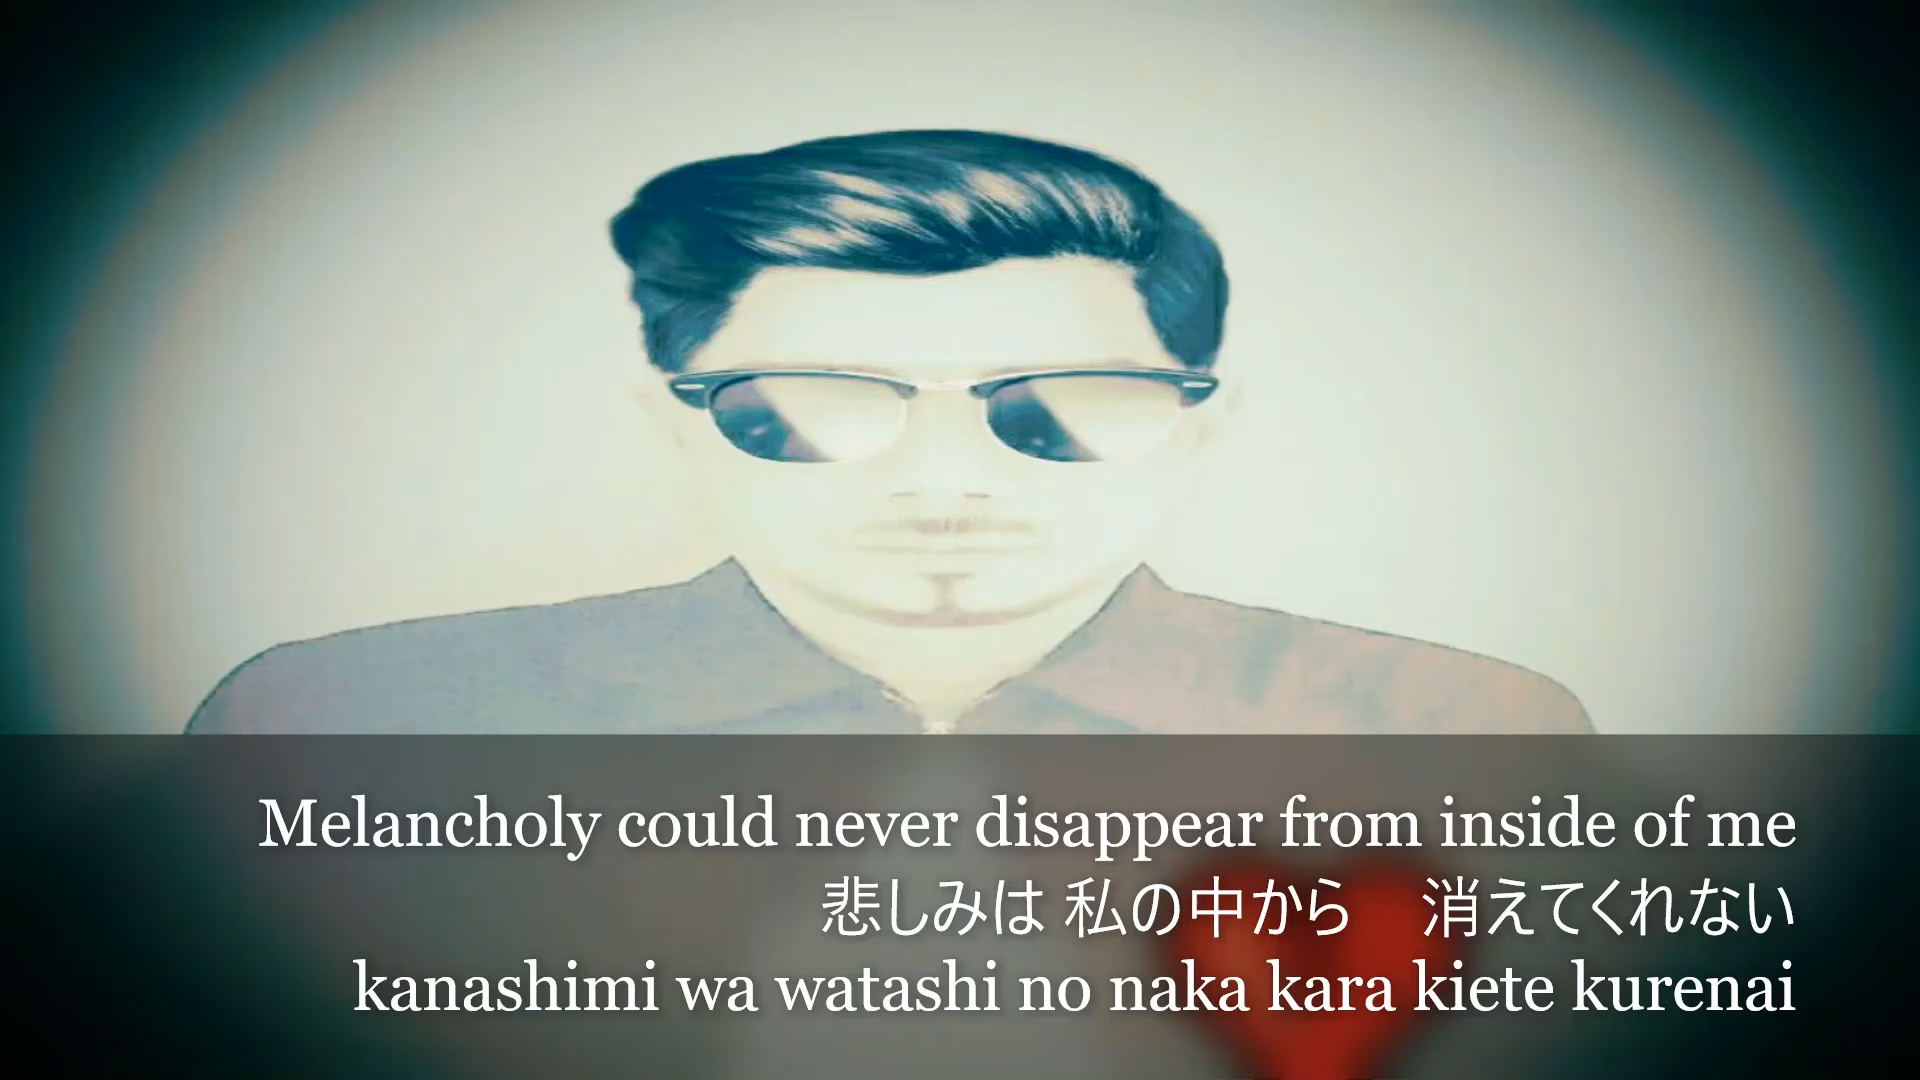 Melancholy could never disappear from inside of me
悲しみは 私の中から　消えてくれない
kanashimi wa watashi no naka kara kiete kurenai